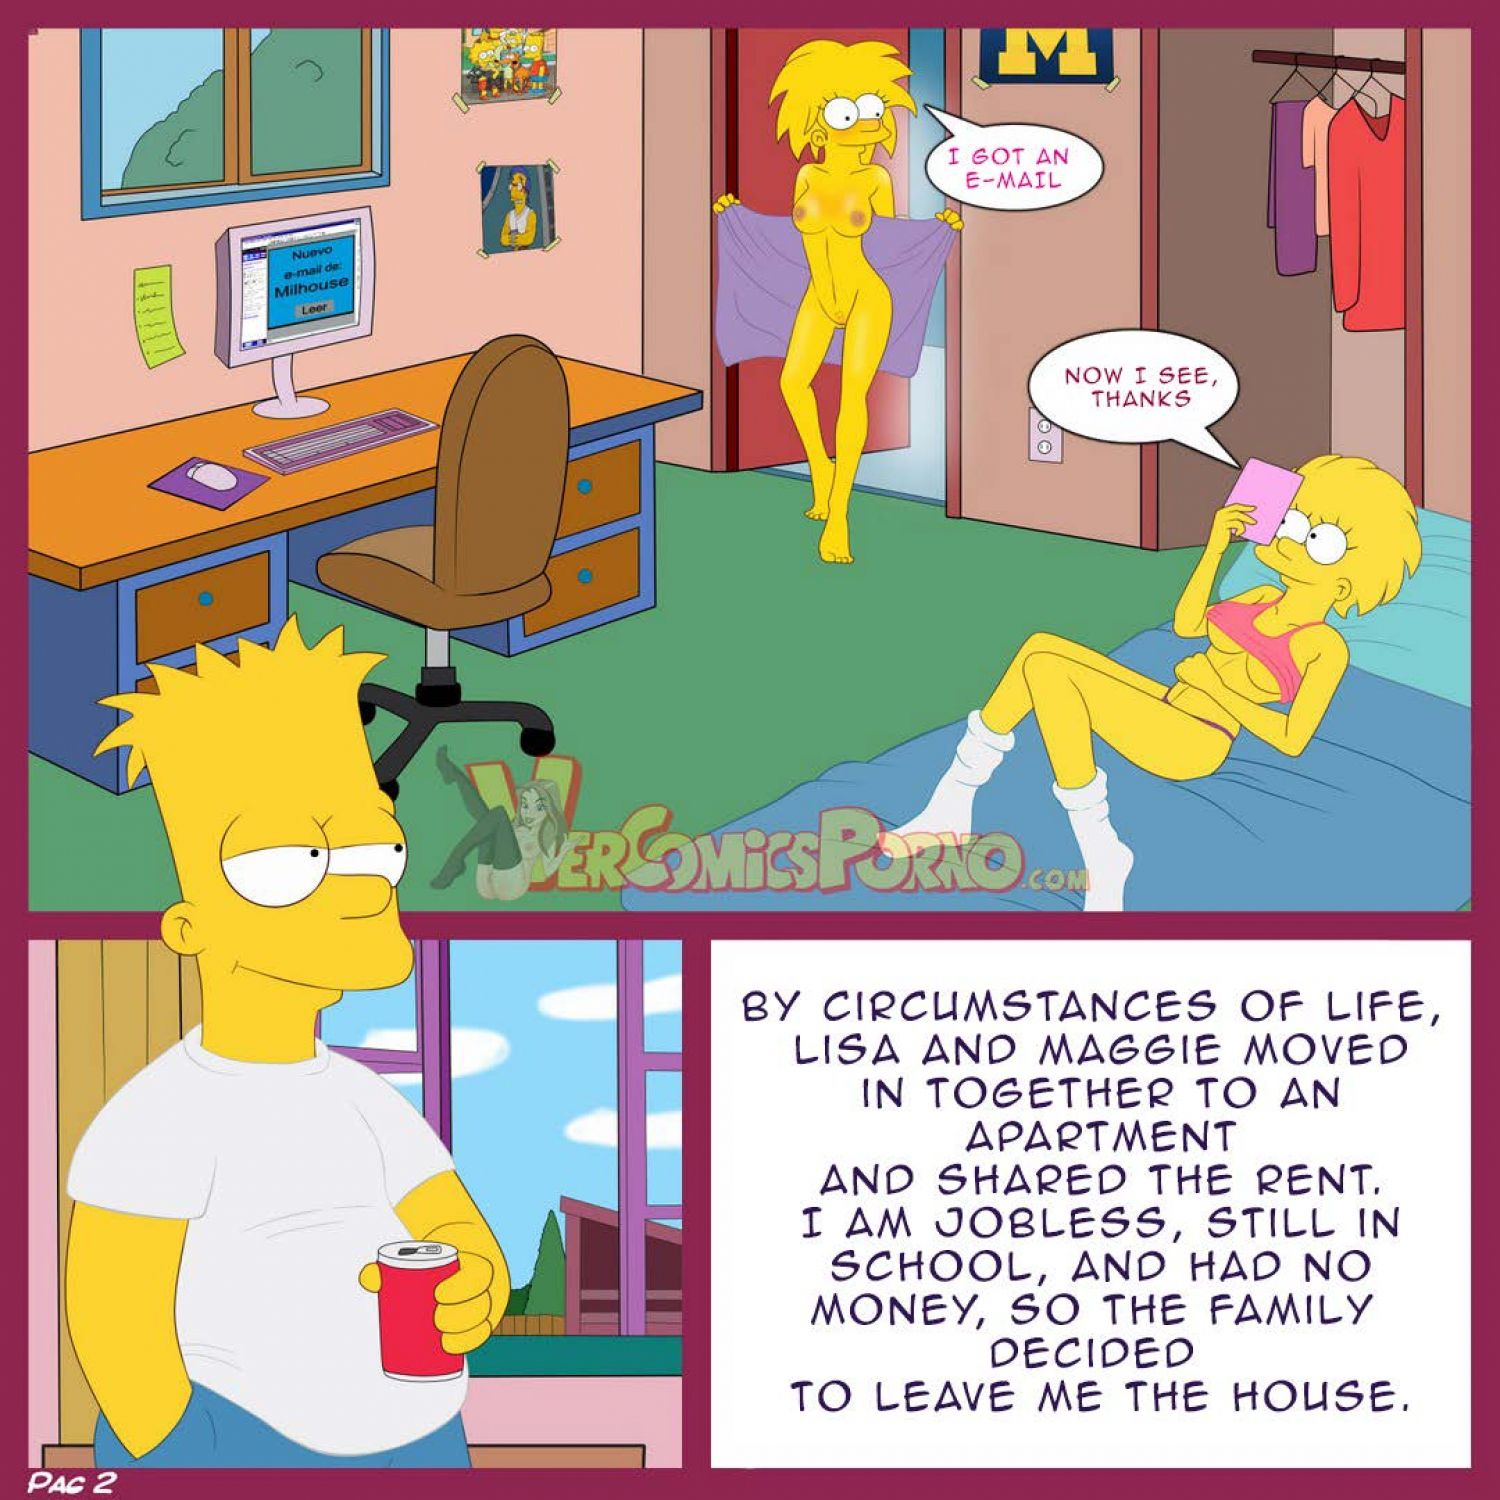 M
I GOT AN
E-MAIL
Nuevo
e-mail de:
Milhouse
Leer
NOW I SEE,
THANKS
VERCOMICSPORNO.COM
BY CIRCUMSTANCES OF LIFE,
LISA AND MAGGIE MOVED
IN TOGETHER TO AN
APARTMENT
AND SHARED THE RENT.
I AM JOBLESS, STILL IN
SCHOOL, AND HAD NO
MONEY, SO THE FAMILY
DECIDED
TO LEAVE ME THE HOUSE.
PAG 2